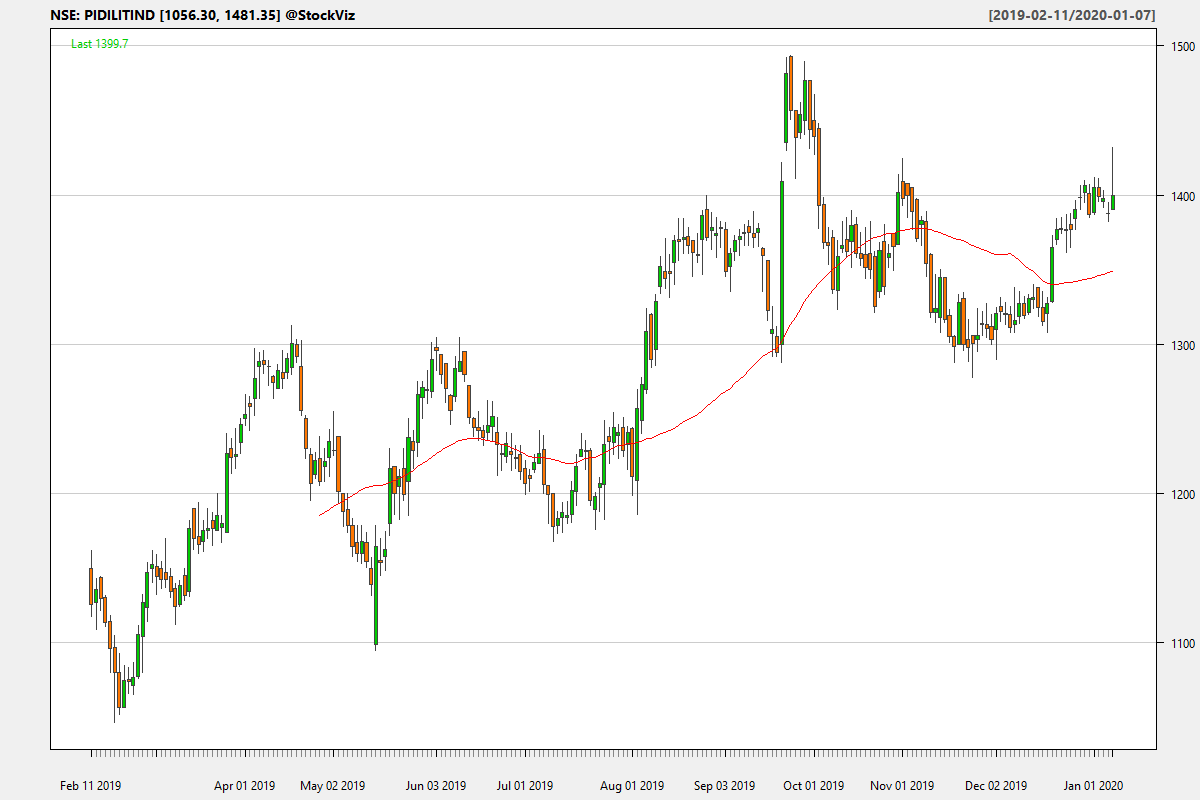 NSE: PIDILITIND [1056.30, 1481.35] @StockViz [2019-02-11/2020-01-07]
Last 1399.7
1500
1400
1300
1200
1100
Feb 11 2019 Apr 01 2019 May 02 2019 Jun 03 2019 Jul 01 2019 Aug 01 2019 Sep 03 2019 Oct 01 2019 Nov 01 2019 Dec 02 2019 Jan 01 2020